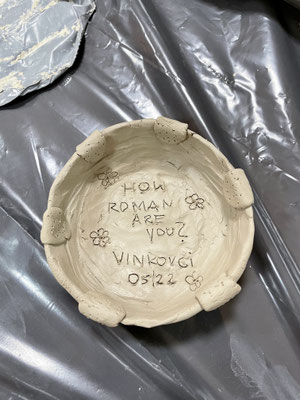 HOW
ROMAN
ARE
YOU?
VINKOVCI
05/22